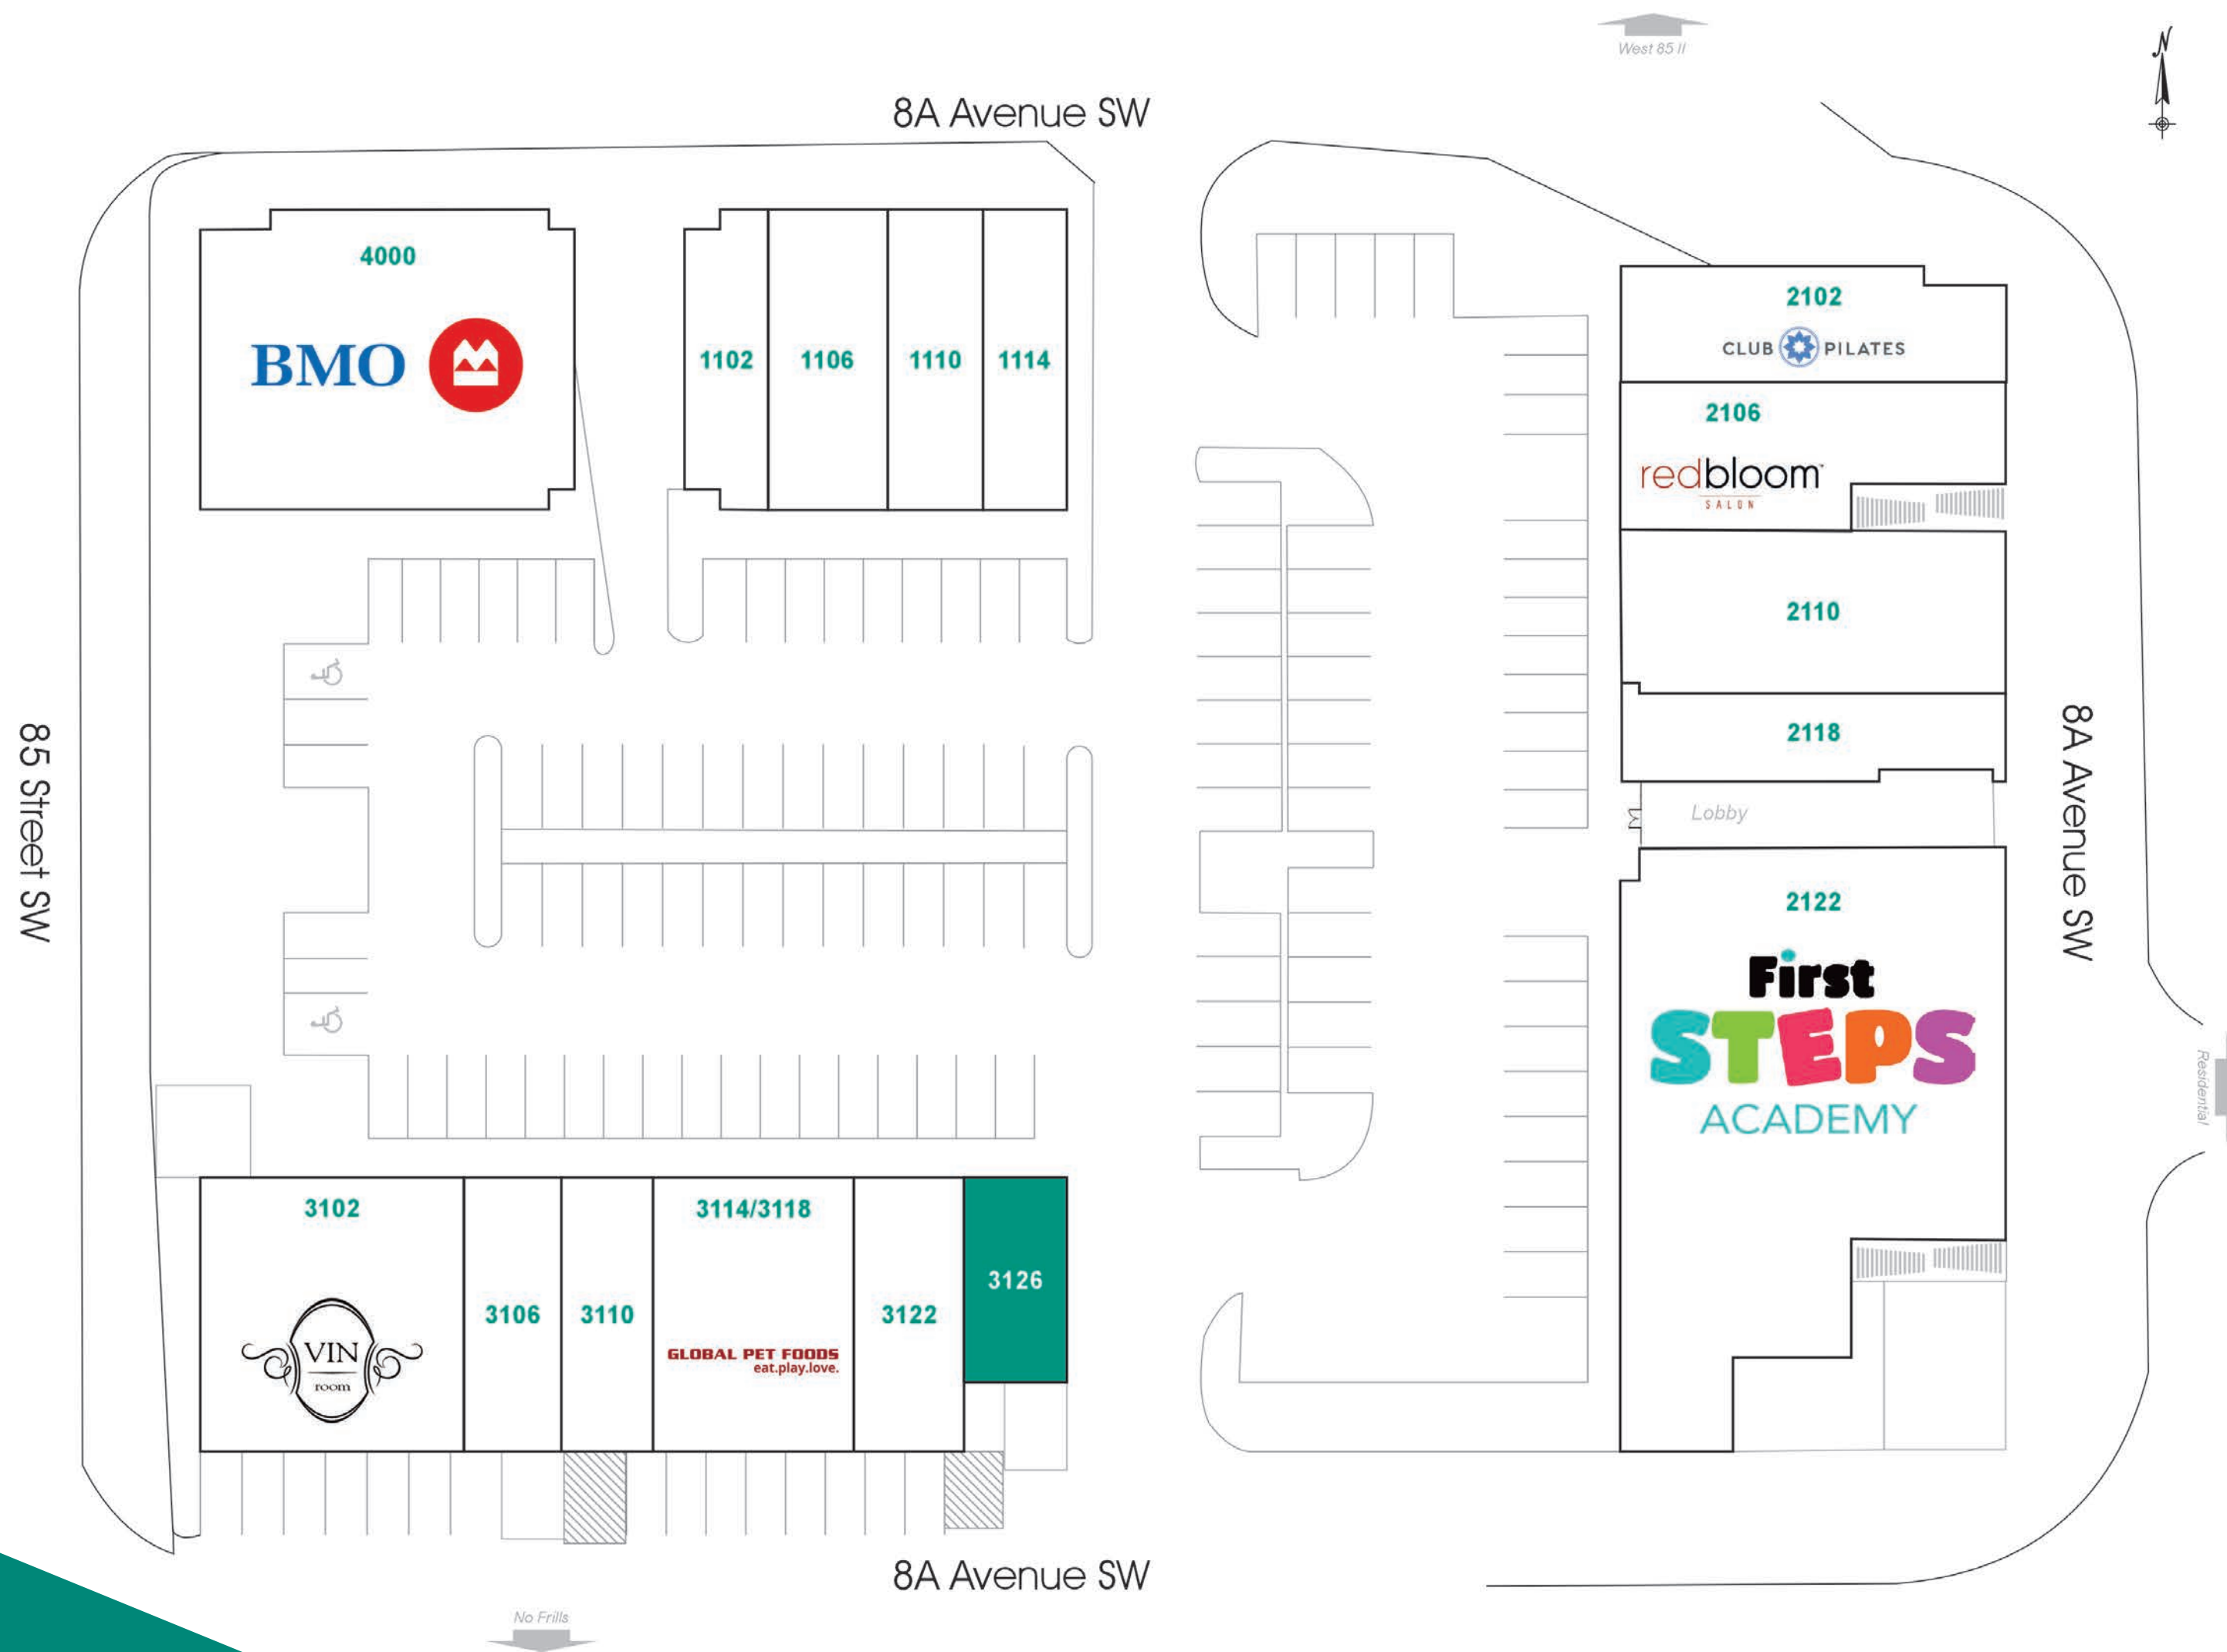 West 85 II
N
8A Avenue SW
4000
BMO
1102
1106
1110
1114
2102
CLUB PILATES
2106
redbloom™
SALON
2110
2118
Lobby
85 Street SW
8A Avenue SW
2122
First
STEPS
ACADEMY
Residential
3102
VIN
room
3106
3110
3114/3118
GLOBAL PET FOODS
eat.play.love.
3122
3126
8A Avenue SW
No Frills